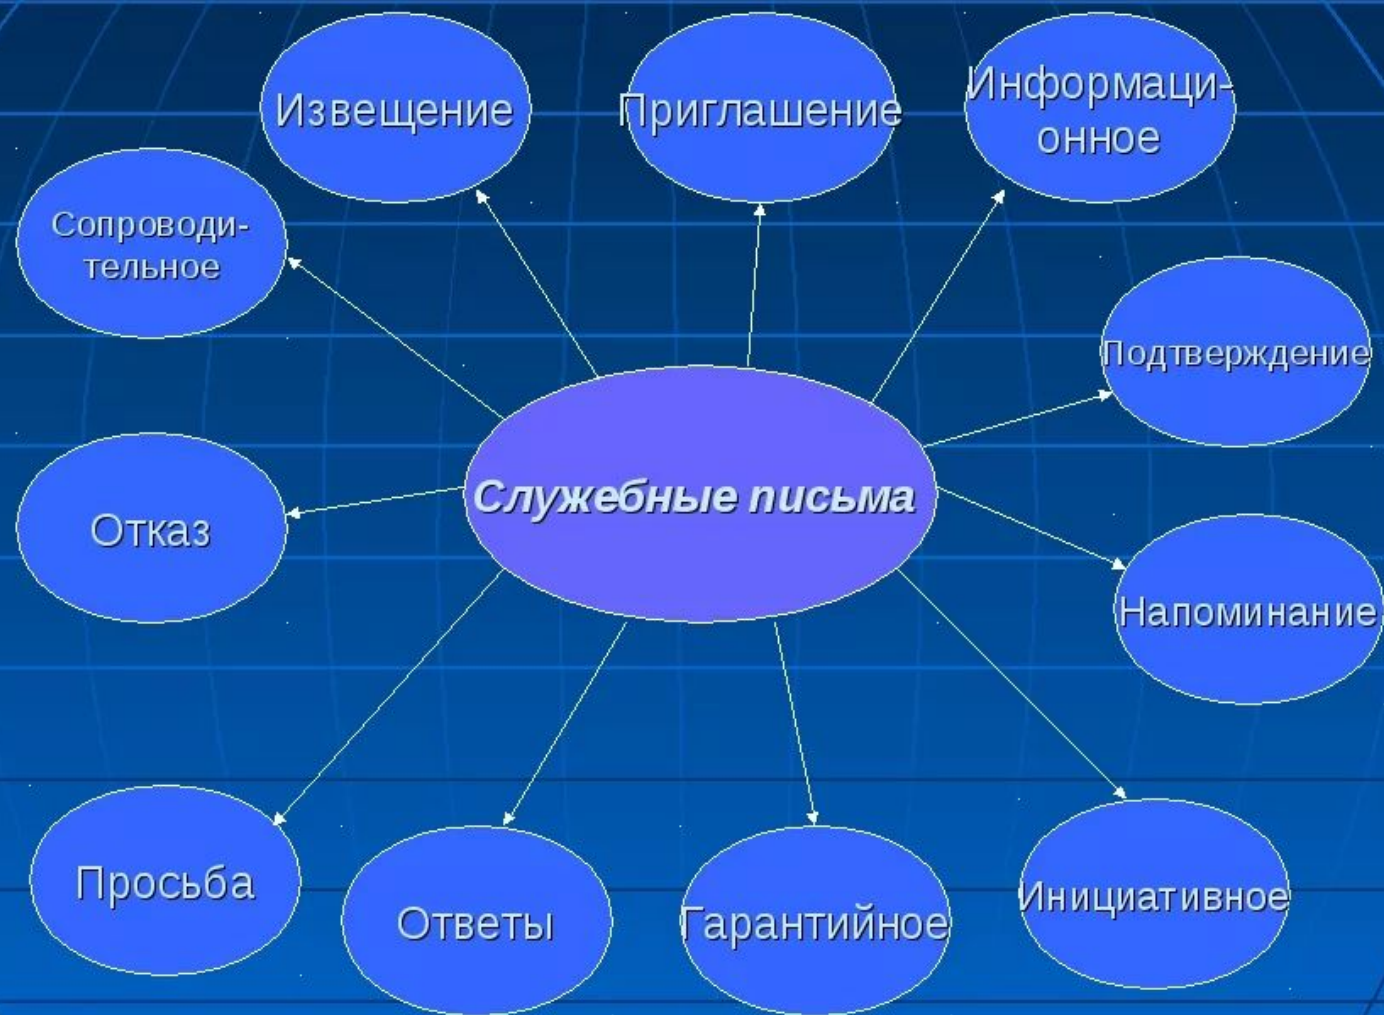 Извещение
Приглашение
Информаци-
онное
Сопроводи-
тельное
Подтверждение
Служебные письма
Отказ
Напоминание
Просьба
Ответы
Гарантийное
Инициативное